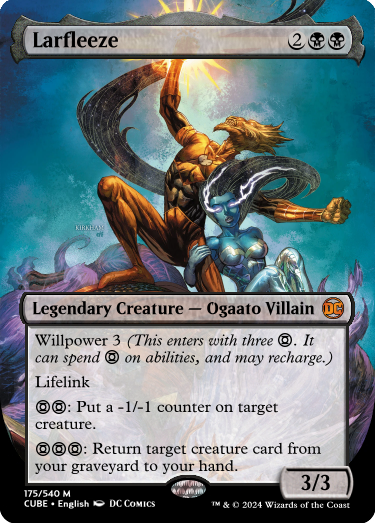 Larfleeze 2
KIRKHAM
Legendary Creature — Ogaato Villain DC
Willpower 3 (This enters with three . It
can spend on abilities, and may recharge.)
Lifelink
: Put a -1/-1 counter on target
creature.
: Return target creature card from
your graveyard to your hand.
3/3
175/540 M
CUBE • English DC COMICS
™ & © 2024 Wizards of the Coast